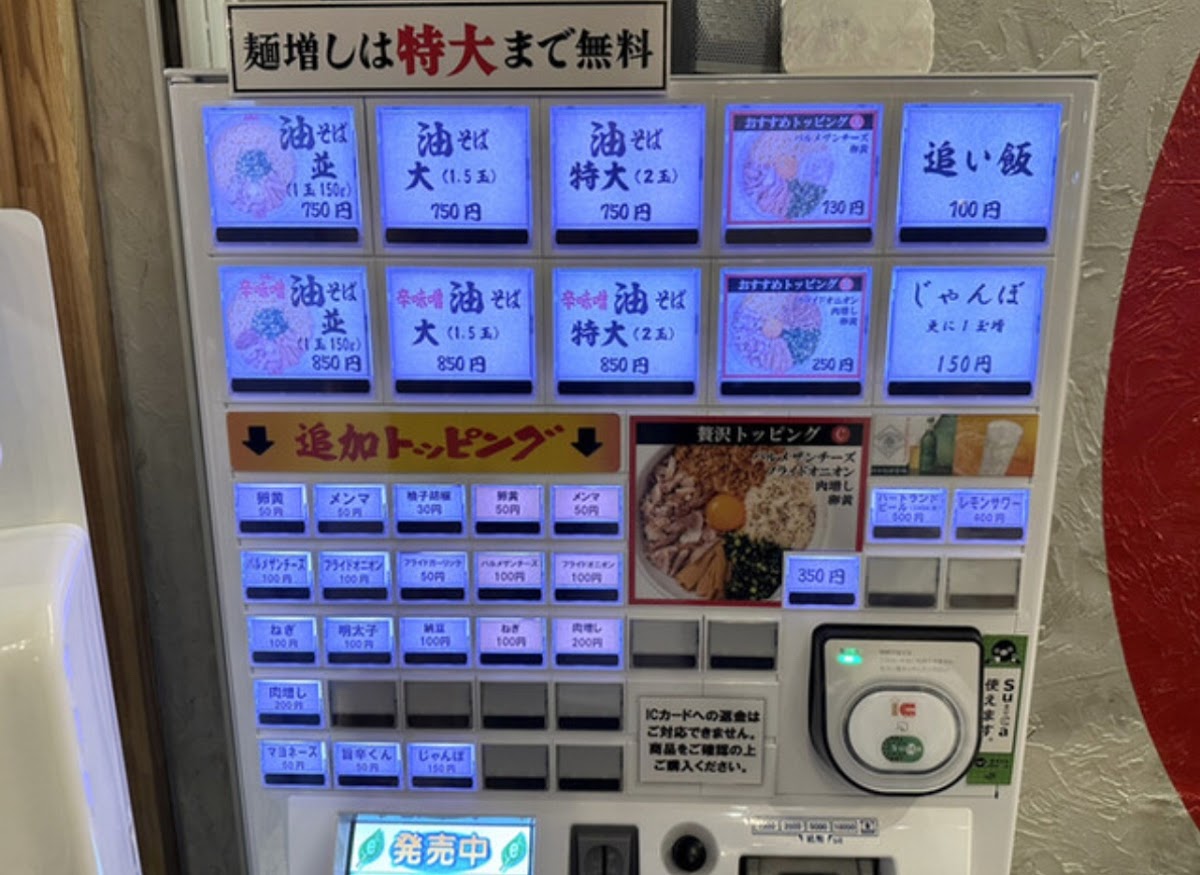 麺増しは特大まで無料
油そば
並
(1玉150g)
750円
油そば
大(1.5玉)
750円
油そば
特大(2玉)
750円
おすすめトッピング
パルメザンチーズ
卵黄
130円
追い飯
100円
辛味噌 油そば
並
(1玉150g)
850円
辛味噌 油そば
大(1.5玉)
850円
辛味噌 油そば
特大(2玉)
850円
おすすめトッピング
フライドオニオン
肉増し
卵黄
250円
じゃんぼ
更に1玉増
150円
追加トッピング
贅沢トッピング C
パルメザンチーズ
フライドオニオン
肉増し
卵黄
350円
卵黄
50円
メンマ
50円
柚子胡椒
30円
卵黄
50円
メンマ
50円
ハートランド
ビール
500円
レモンサワー
400円
パルメザンチーズ
100円
フライドオニオン
100円
フライドガーリック
50円
パルメザンチーズ
100円
フライドオニオン
100円
ねぎ
100円
明太子
100円
納豆
100円
ねぎ
100円
肉増し
200円
肉増し
200円
マヨネーズ
50円
旨辛くん
50円
じゃんぼ
150円
ICカードへの返金は
ご対応できません。
商品をご確認の上
ご購入ください。
Suica
使えます。
発売中